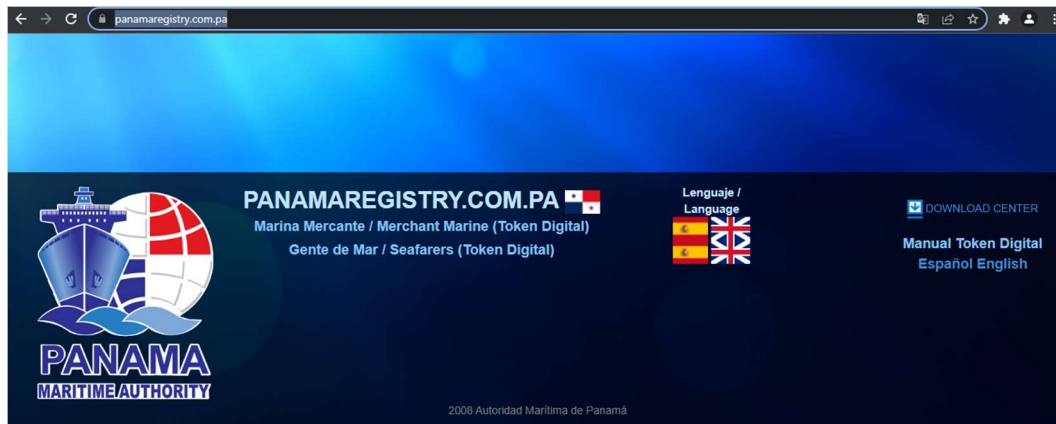 panamaregistry.com.pa
PANAMAREGISTRY.COM.PA
Marina Mercante / Merchant Marine (Token Digital)
Gente de Mar / Seafarers (Token Digital)
Lenguaje /
Language
DOWNLOAD CENTER
Manual Token Digital
Español English
PANAMA
MARITIME AUTHORITY
2008 Autoridad Marítima de Panamá